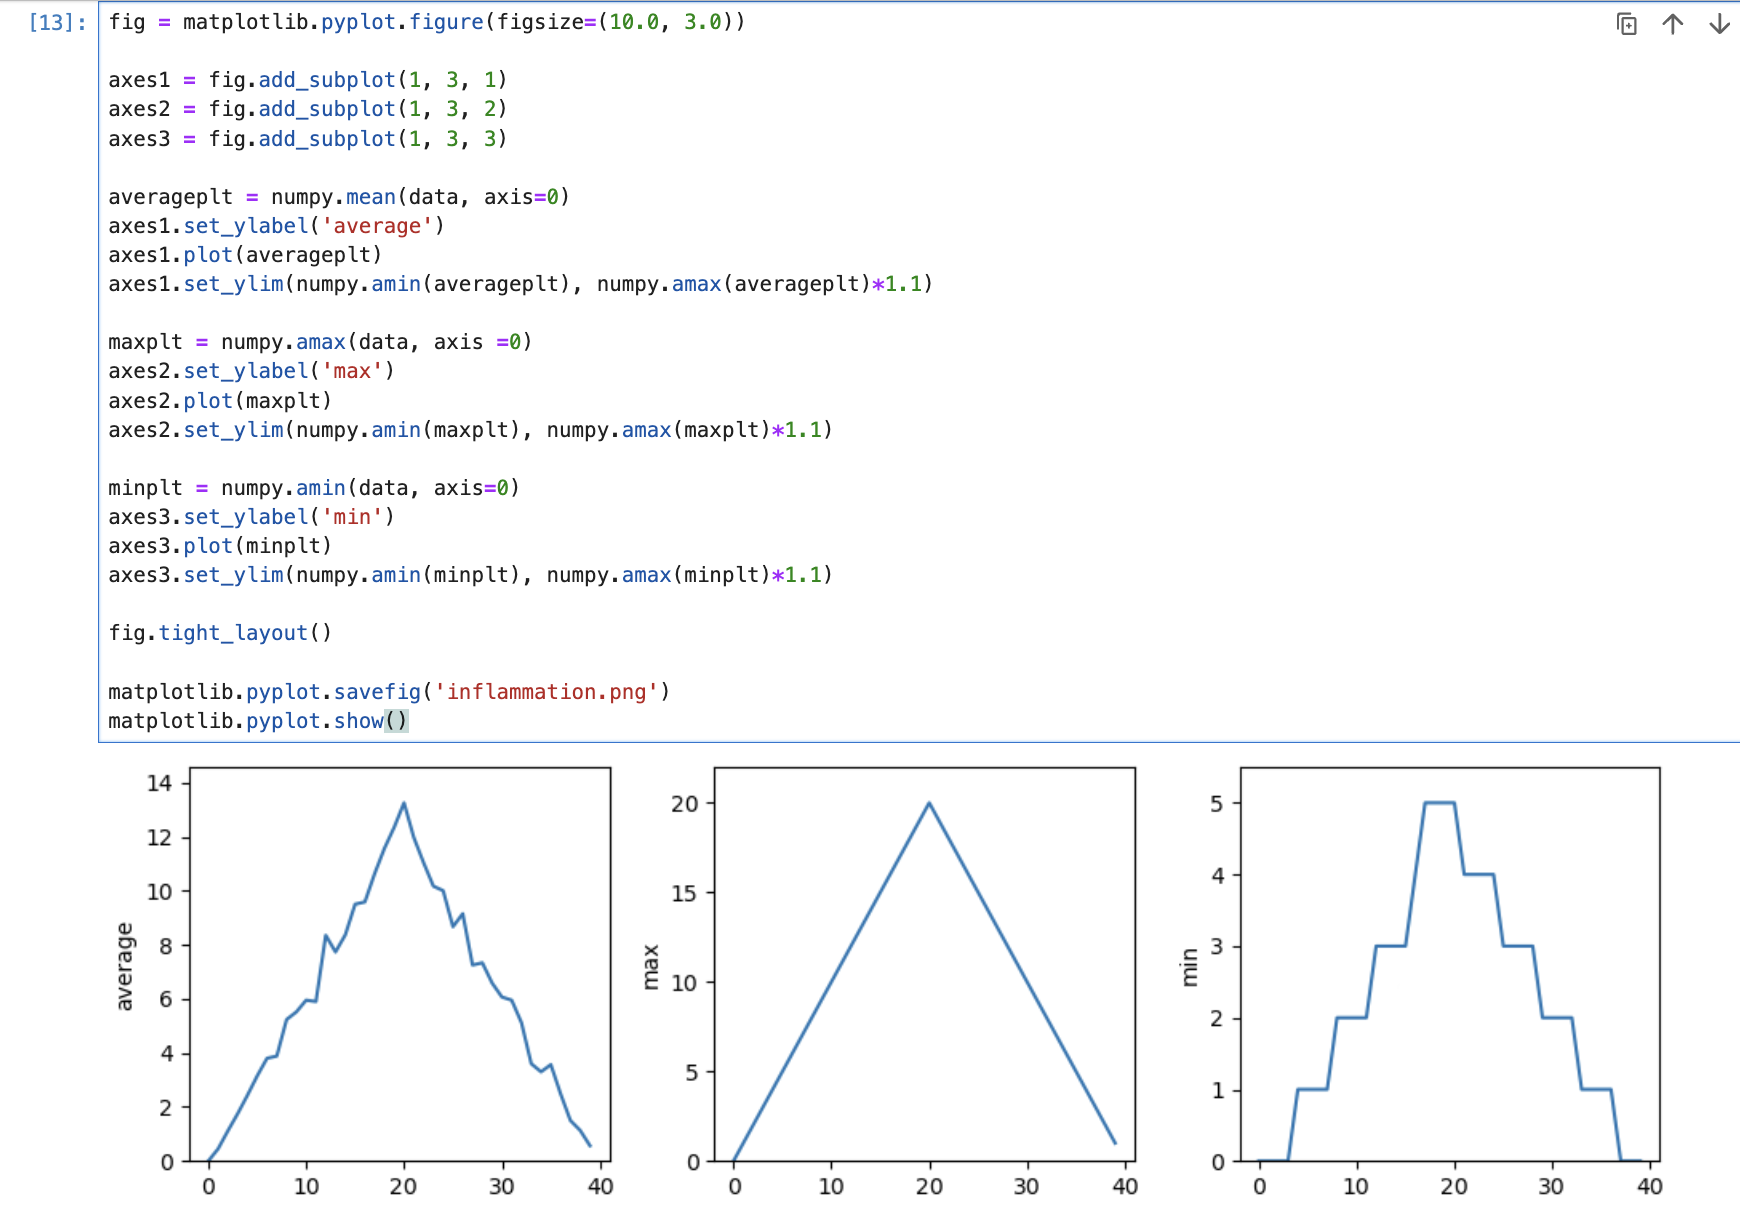 [13]:
fig = matplotlib.pyplot.figure(figsize=(10.0, 3.0))
axes1 = fig.add_subplot(1, 3, 1)
axes2 = fig.add_subplot(1, 3, 2)
axes3 = fig.add_subplot(1, 3, 3)
averageplt = numpy.mean(data, axis=0)
axes1.set_ylabel('average')
axes1.plot(averageplt)
axes1.set_ylim(numpy.amin(averageplt), numpy.amax(averageplt)*1.1)
maxplt = numpy.amax(data, axis =0)
axes2.set_ylabel('max')
axes2.plot(maxplt)
axes2.set_ylim(numpy.amin(maxplt), numpy.amax(maxplt)*1.1)
minplt = numpy.amin(data, axis=0)
axes3.set_ylabel('min')
axes3.plot(minplt)
axes3.set_ylim(numpy.amin(minplt), numpy.amax(minplt)*1.1)
fig.tight_layout()
matplotlib.pyplot.savefig('inflammation.png')
matplotlib.pyplot.show()
average
14
12
10
8
6
4
2
0
0 10 20 30 40
max
20
15
10
5
0
0 10 20 30 40
min
5
4
3
2
1
0
0 10 20 30 40